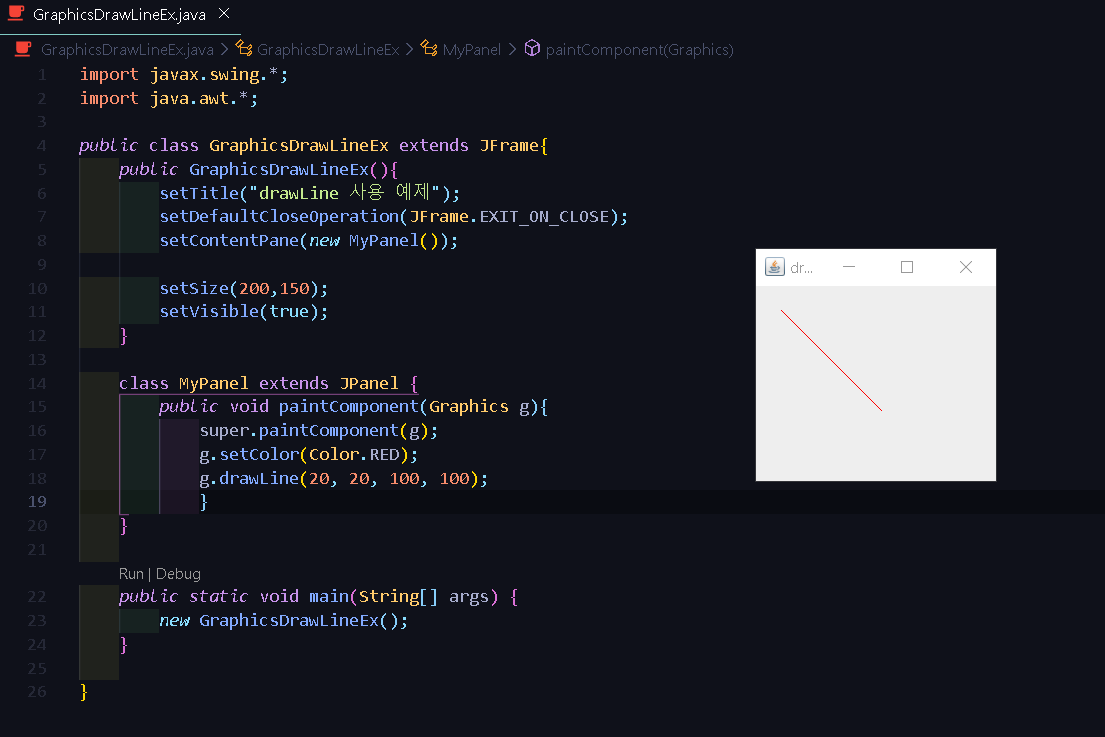 GraphicsDrawLineEx.java
GraphicsDrawLineEx.java > GraphicsDrawLineEx > MyPanel > paintComponent(Graphics)
1 import javax.swing.*;
2 import java.awt.*;
3
4 public class GraphicsDrawLineEx extends JFrame{
5 public GraphicsDrawLineEx(){
6 setTitle("drawLine 사용 예제");
7 setDefaultCloseOperation(JFrame.EXIT_ON_CLOSE);
8 setContentPane(new MyPanel());
9
10 setSize(200,150);
11 setVisible(true);
12 }
13
14 class MyPanel extends JPanel {
15 public void paintComponent(Graphics g){
16 super.paintComponent(g);
17 g.setColor(Color.RED);
18 g.drawLine(20, 20, 100, 100);
19 }
20 }
21
Run | Debug
22 public static void main(String[] args) {
23 new GraphicsDrawLineEx();
24 }
25
26 }
dr...